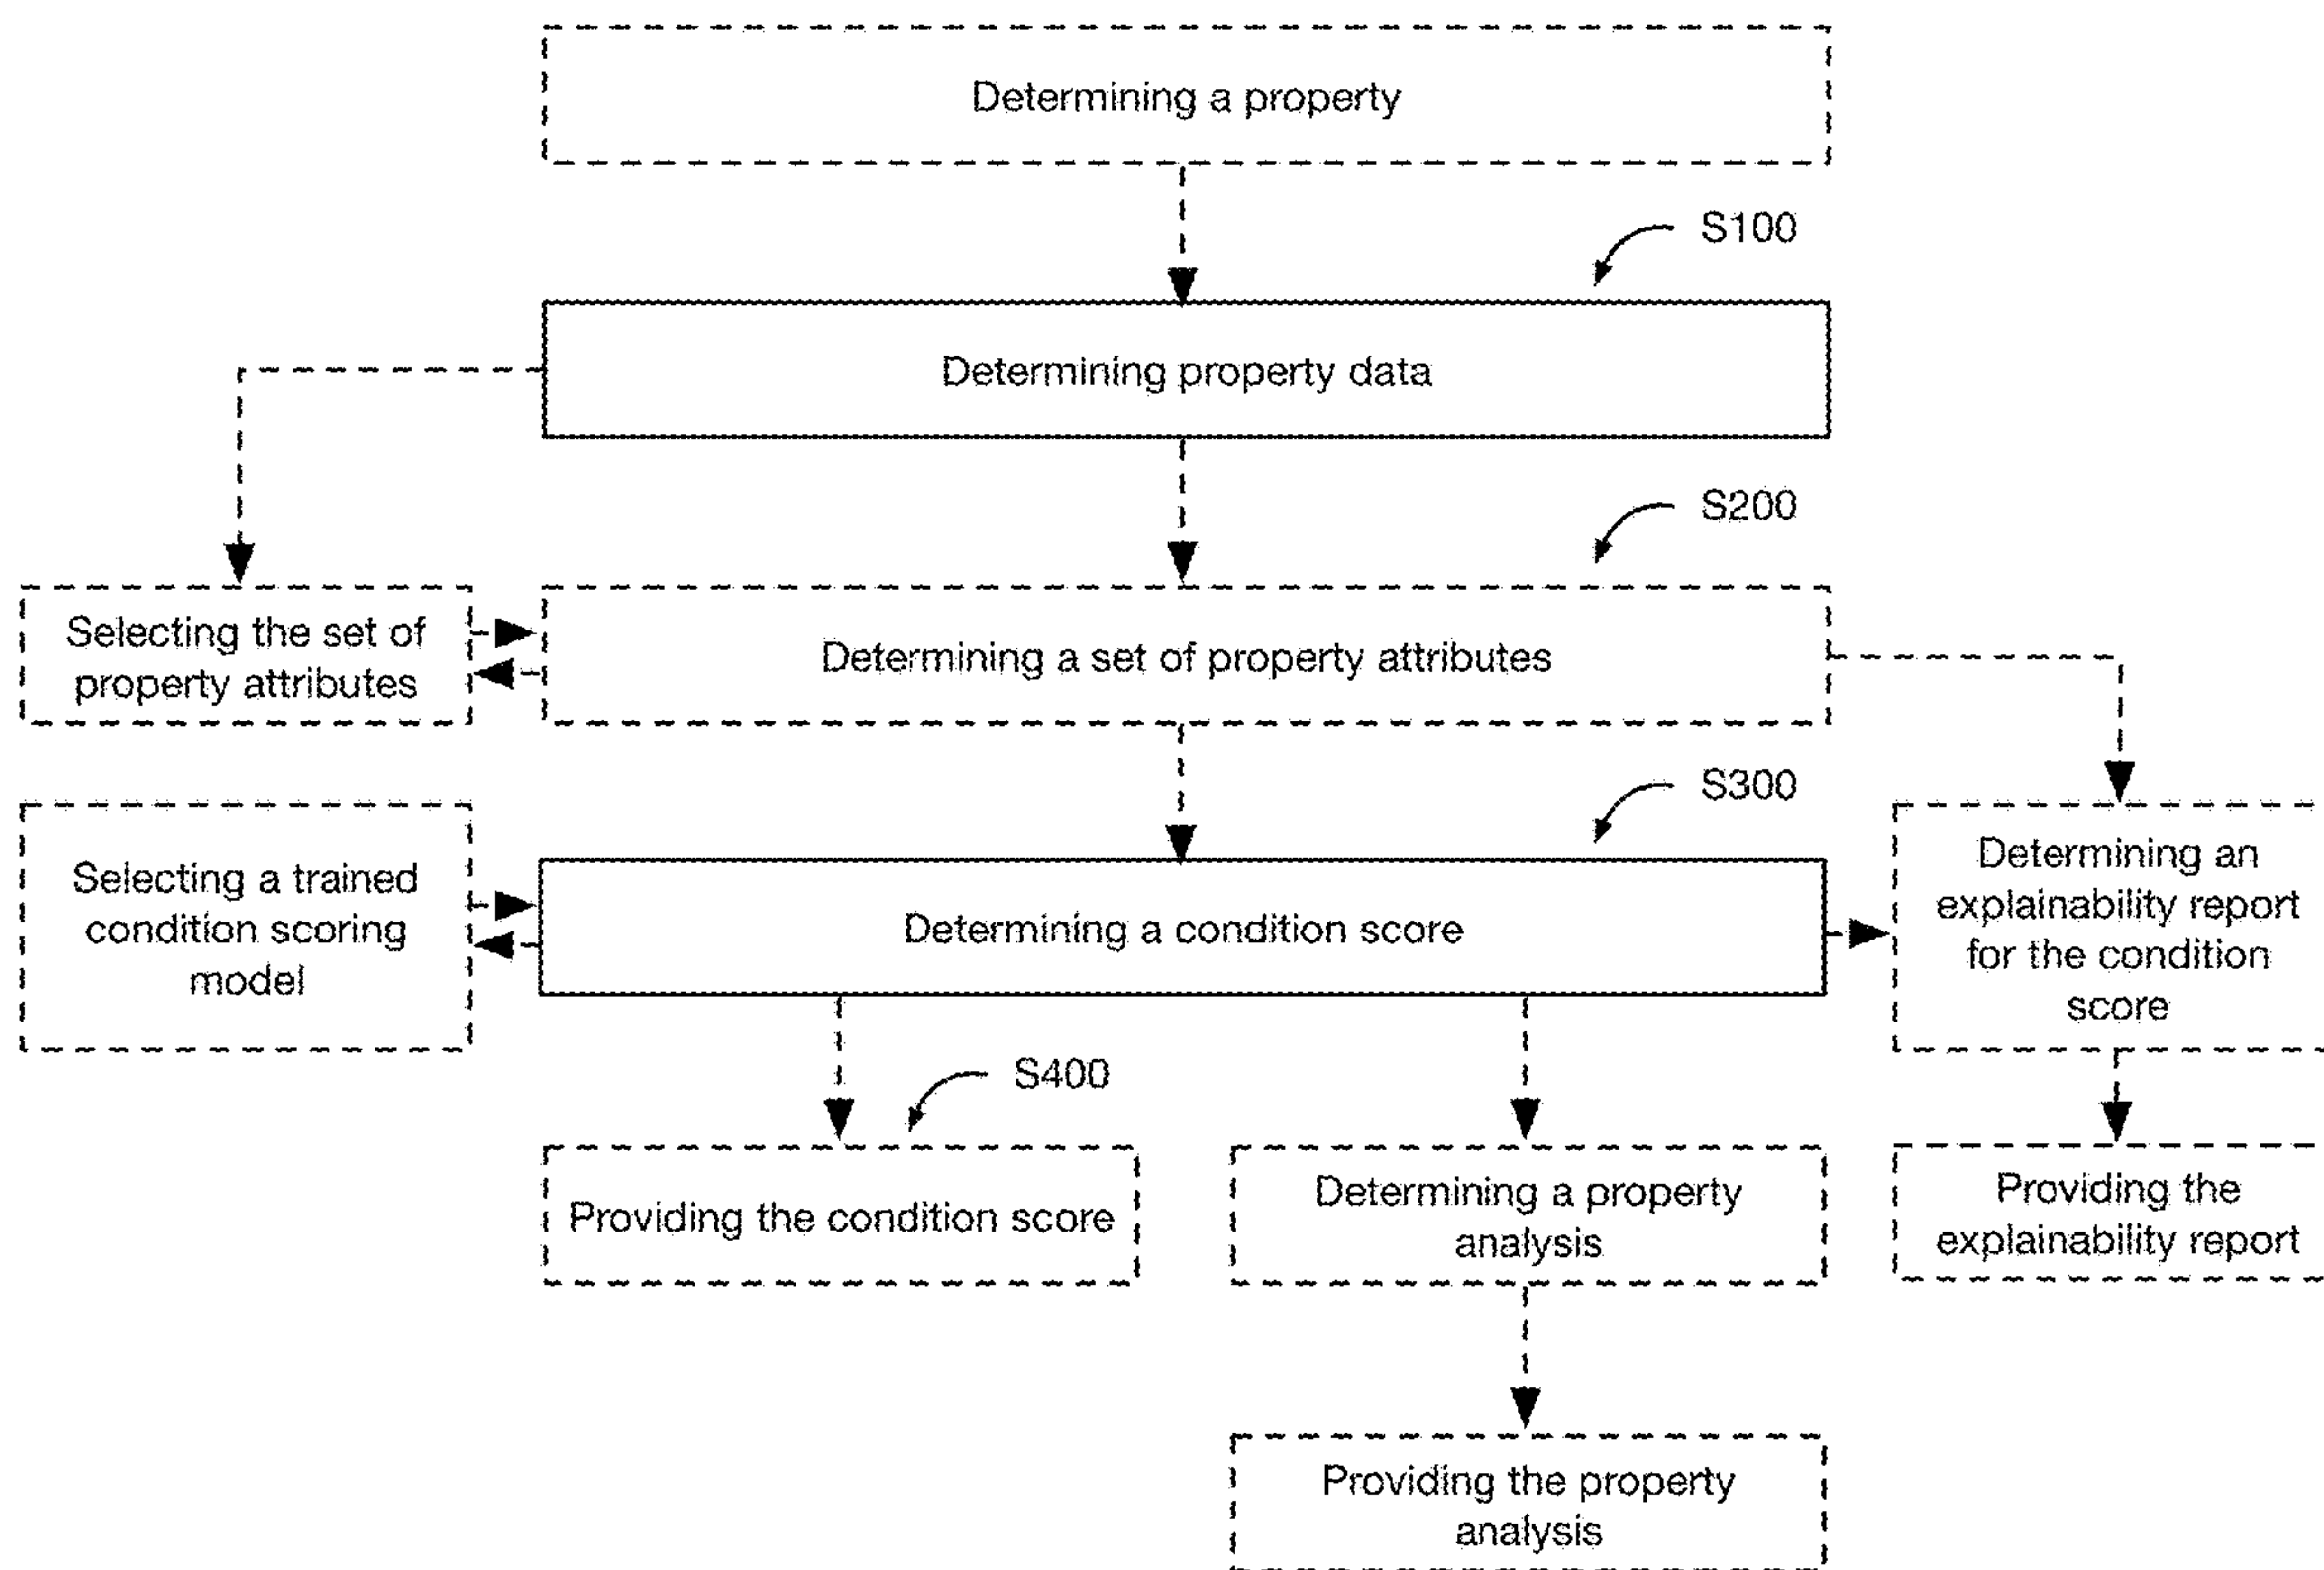 Determining a property
S100
Determining property data
S200
Selecting the set of
property attributes
Determining a set of property attributes
S300
Selecting a trained
condition scoring
model
Determining a condition score
Determining an
explainability report
for the condition
score
S400
Providing the condition score
Determining a property
analysis
Providing the
explainability report
Providing the property
analysis